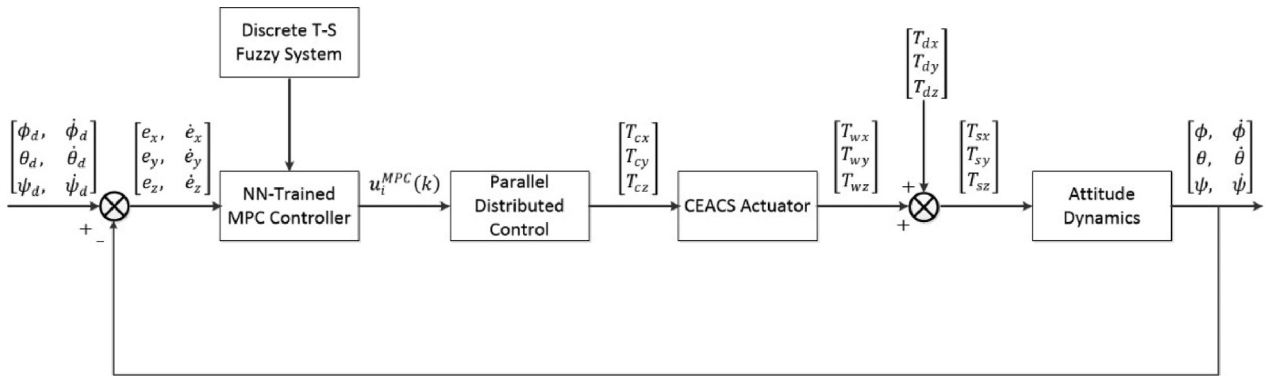 Discrete T-S
Fuzzy System
[T_dx
T_dy
T_dz]
[ϕ_d, ϕ̇_d
θ_d, θ̇_d
ψ_d, ψ̇_d]
[e_x, ė_x
e_y, ė_y
e_z, ė_z]
[T_cx
T_cy
T_cz]
[T_wx
T_wy
T_wz]
[T_sx
T_sy
T_sz]
[ϕ, ϕ̇
θ, θ̇
ψ, ψ̇]
+
−
NN-Trained
MPC Controller
u_i^MPC(k)
Parallel
Distributed
Control
CEACS Actuator
+
+
Attitude
Dynamics